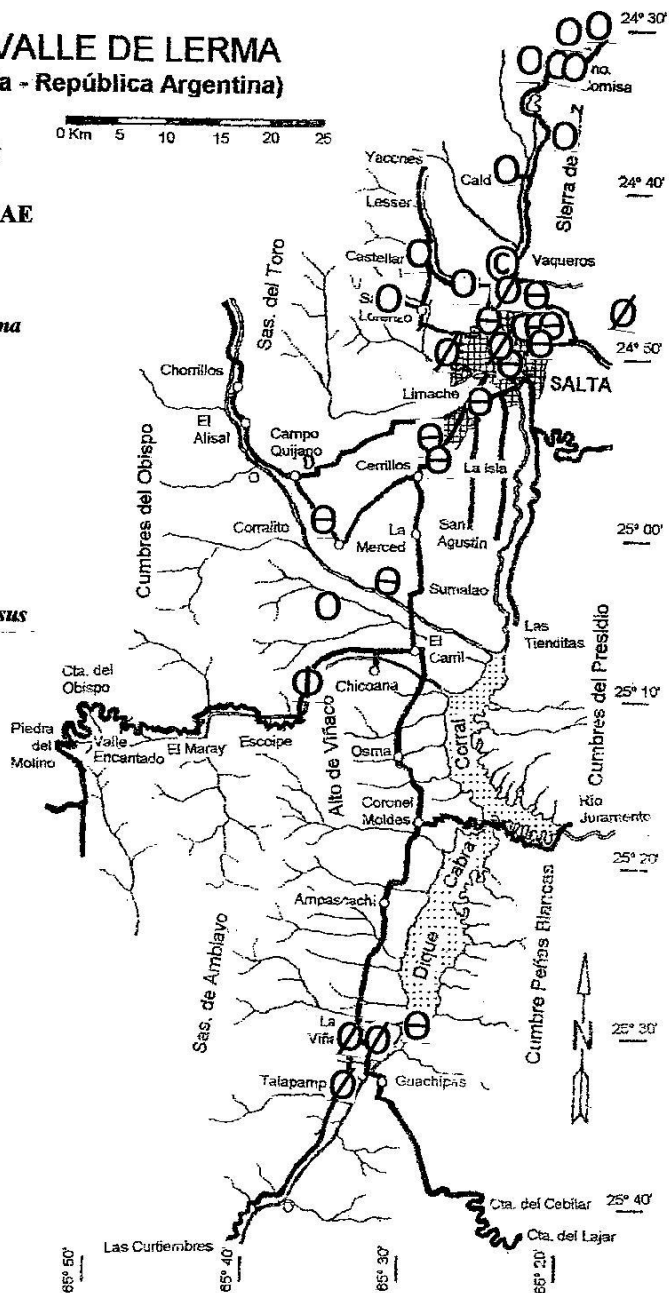 VALLE DE LERMA
a - República Argentina)
0 Km 5 10 15 20 25
24° 30'
no.
Sierra de
Yacones
Cald
24° 40'
Lesser
AE
Castellar
Vaqueros
©
Sas. del Toro
ma
Lorenzo
24° 50'
Chorrillos
Limache
SALTA
El
Alisal
Campo
Quijano
Cumbres del Obispo
Cerrillos
La Isla
Corralito
La
Merced
San
Agustín
25° 00'
Sumalao
sus
Las
Tienditas
El
Carril
Cumbres del Presidio
Cta. del
Obispo
Chicoana
25° 10'
Piedra
del
Molino
Valle
Encantado
El Maray
Escoipe
Alto de Viñaco
Osma
Corral
Coronel
Moldes
Río
Juramento
Cabra
25° 20'
Ampascachi
Sas. de Amblayo
Dique
Cumbre Peñas Blancas
La
Viña
N
25° 30'
Talapamp
Guachipas
Cta. del Cebilar
25° 40'
Las Curtiembres
Cta. del Lajar
65° 50'
65° 40'
65° 30'
65° 20'